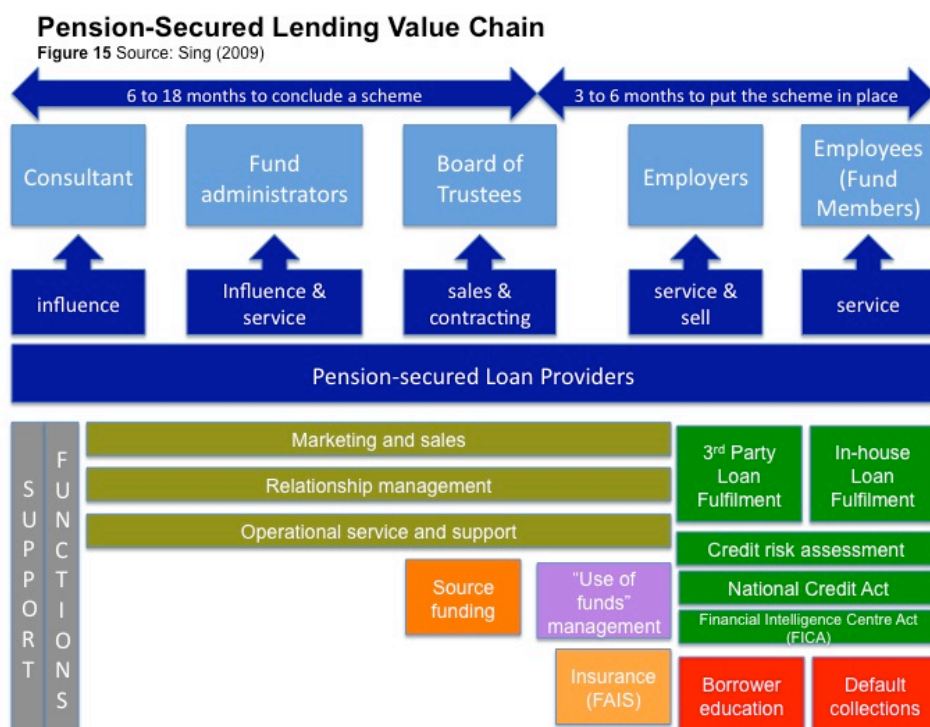 Pension-Secured Lending Value Chain
Figure 15 Source: Sing (2009)
6 to 18 months to conclude a scheme
3 to 6 months to put the scheme in place
Consultant
Fund
administrators
Board of
Trustees
Employers
Employees
(Fund
Members)
influence
Influence &
service
sales &
contracting
service &
sell
service
Pension-secured Loan Providers
SUPPORT
FUNCTIONS
Marketing and sales
Relationship management
Operational service and support
3rd Party
Loan
Fulfilment
In-house
Loan
Fulfilment
Credit risk assessment
Source
funding
"Use of
funds"
management
National Credit Act
Financial Intelligence Centre Act
(FICA)
Insurance
(FAIS)
Borrower
education
Default
collections